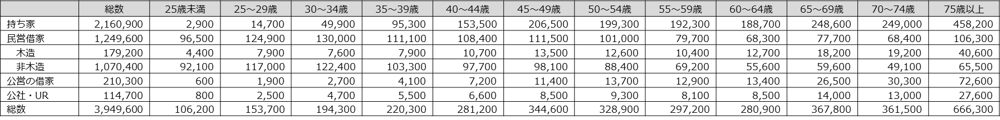 総数 25歳未満 25～29歳 30～34歳 35～39歳 40～44歳 45～49歳 50～54歳 55～59歳 60～64歳 65～69歳 70～74歳 75歳以上
持ち家 2,160,900 2,900 14,700 49,900 95,300 153,500 206,500 199,300 192,300 188,700 248,600 249,000 458,200
民営借家 1,249,600 96,500 124,900 130,000 111,100 108,400 111,500 101,000 79,700 68,300 77,700 68,400 106,300
木造 179,200 4,400 7,900 7,600 7,900 10,700 13,500 12,600 10,400 12,700 18,200 19,200 40,600
非木造 1,070,400 92,100 117,000 122,400 103,300 97,700 98,100 88,400 69,200 55,600 59,600 49,100 65,500
公営の借家 210,300 600 1,900 2,700 4,100 7,200 11,400 13,700 12,900 13,400 26,500 30,300 72,600
公社・UR 114,700 800 2,500 4,700 5,500 6,600 8,500 9,300 8,100 8,500 14,000 13,000 27,600
総数 3,949,600 106,200 153,700 194,300 220,300 281,200 344,600 328,900 297,200 280,900 367,800 361,500 666,300